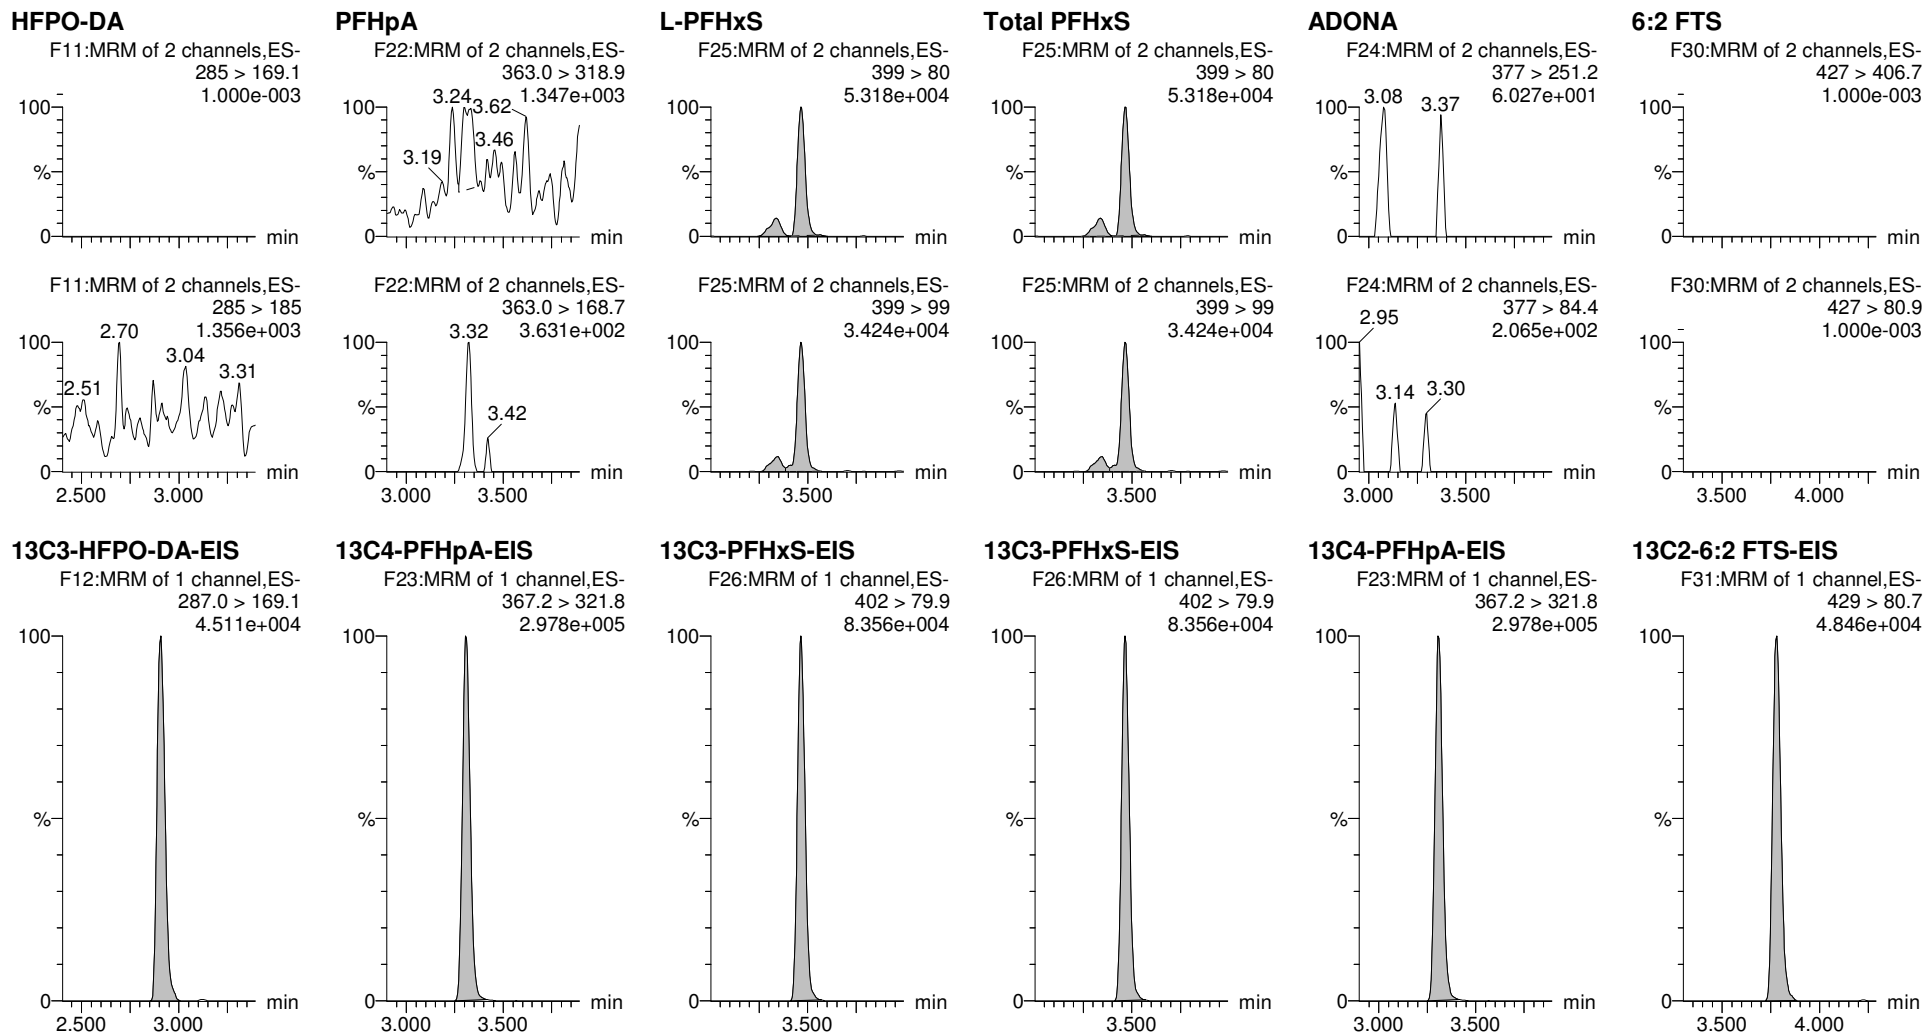 HFPO-DA
F11:MRM of 2 channels,ES-
285 > 169.1
1.000e-003
100
%
0
min
F11:MRM of 2 channels,ES-
285 > 185
1.356e+003
100
2.70
3.04
3.31
2.51
%
0
min
2.500
3.000
PFHpA
F22:MRM of 2 channels,ES-
363.0 > 318.9
1.347e+003
100
3.24
3.62
3.46
3.19
%
0
min
F22:MRM of 2 channels,ES-
363.0 > 168.7
3.631e+002
100
3.32
3.42
%
0
min
3.000
3.500
L-PFHxS
F25:MRM of 2 channels,ES-
399 > 80
5.318e+004
100
%
0
min
F25:MRM of 2 channels,ES-
399 > 99
3.424e+004
100
%
0
min
3.500
Total PFHxS
F25:MRM of 2 channels,ES-
399 > 80
5.318e+004
100
%
0
min
F25:MRM of 2 channels,ES-
399 > 99
3.424e+004
100
%
0
min
3.500
ADONA
F24:MRM of 2 channels,ES-
377 > 251.2
6.027e+001
100
3.08
3.37
%
0
min
F24:MRM of 2 channels,ES-
377 > 84.4
2.065e+002
2.95
100
3.14
3.30
%
0
min
3.000
3.500
6:2 FTS
F30:MRM of 2 channels,ES-
427 > 406.7
1.000e-003
100
%
0
min
F30:MRM of 2 channels,ES-
427 > 80.9
1.000e-003
100
%
0
min
3.500
4.000
13C3-HFPO-DA-EIS
F12:MRM of 1 channel,ES-
287.0 > 169.1
4.511e+004
100
%
0
min
2.500
3.000
13C4-PFHpA-EIS
F23:MRM of 1 channel,ES-
367.2 > 321.8
2.978e+005
100
%
0
min
3.000
3.500
13C3-PFHxS-EIS
F26:MRM of 1 channel,ES-
402 > 79.9
8.356e+004
100
%
0
min
3.500
13C3-PFHxS-EIS
F26:MRM of 1 channel,ES-
402 > 79.9
8.356e+004
100
%
0
min
3.500
13C4-PFHpA-EIS
F23:MRM of 1 channel,ES-
367.2 > 321.8
2.978e+005
100
%
0
min
3.000
3.500
13C2-6:2 FTS-EIS
F31:MRM of 1 channel,ES-
429 > 80.7
4.846e+004
100
%
0
min
3.500
4.000